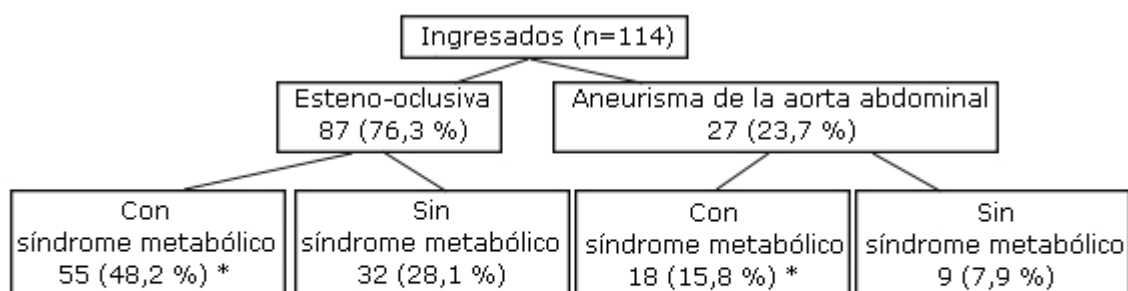 Ingresados (n=114)
Esteno-oclusiva
87 (76,3 %)
Aneurisma de la aorta abdominal
27 (23,7 %)
Con
síndrome metabólico
55 (48,2 %) *
Sin
síndrome metabólico
32 (28,1 %)
Con
síndrome metabólico
18 (15,8 %) *
Sin
síndrome metabólico
9 (7,9 %)